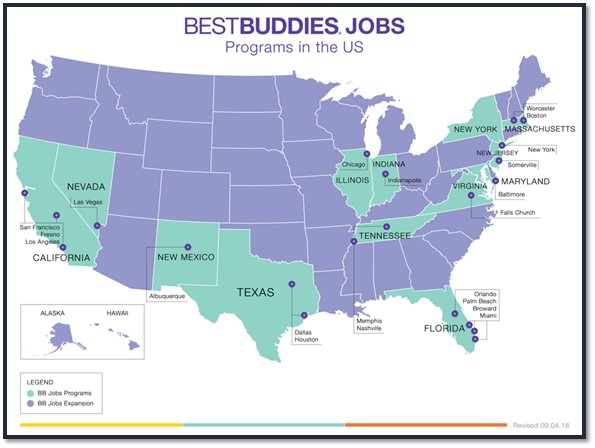 BESTBUDDIES® JOBS
Programs in the US
NEW YORK
MASSACHUSETTS
Worcester
Boston
NEW JERSEY
New York
Somerville
MARYLAND
Baltimore
VIRGINIA
Falls Church
Chicago
ILLINOIS
INDIANA
Indianapolis
NEVADA
Las Vegas
San Francisco
Fresno
Los Angeles
CALIFORNIA
NEW MEXICO
Albuquerque
TEXAS
Dallas
Houston
TENNESSEE
Memphis
Nashville
Orlando
Palm Beach
Broward
Miami
FLORIDA
ALASKA
HAWAII
LEGEND
BB Jobs Programs
BB Jobs Expansion
Revised 09.04.16